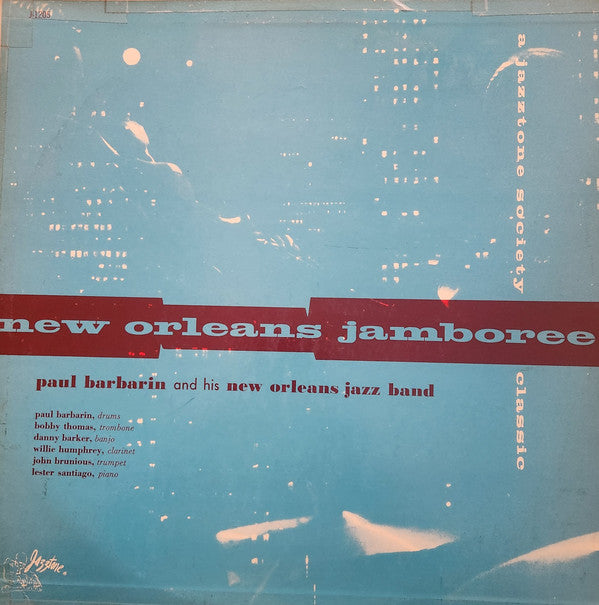 J-1205
a jazztone society classic
new orleans jamboree
paul barbarin and his new orleans jazz band
paul barbarin, drums
bobby thomas, trombone
danny barker, banjo
willie humphrey, clarinet
john brunious, trumpet
lester santiago, piano
Jazztone